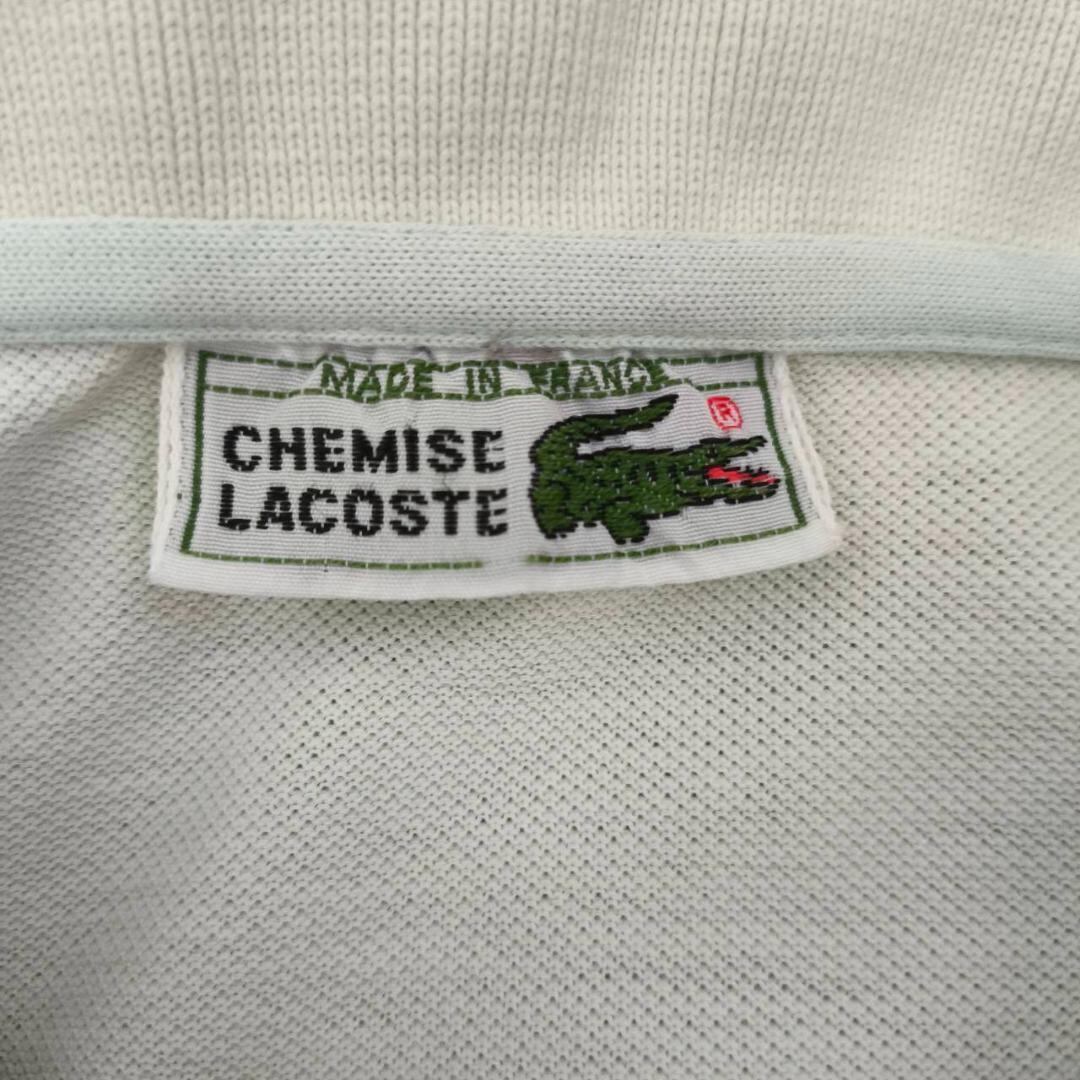 MADE IN FRANCE
CHEMISE
LACOSTE
®